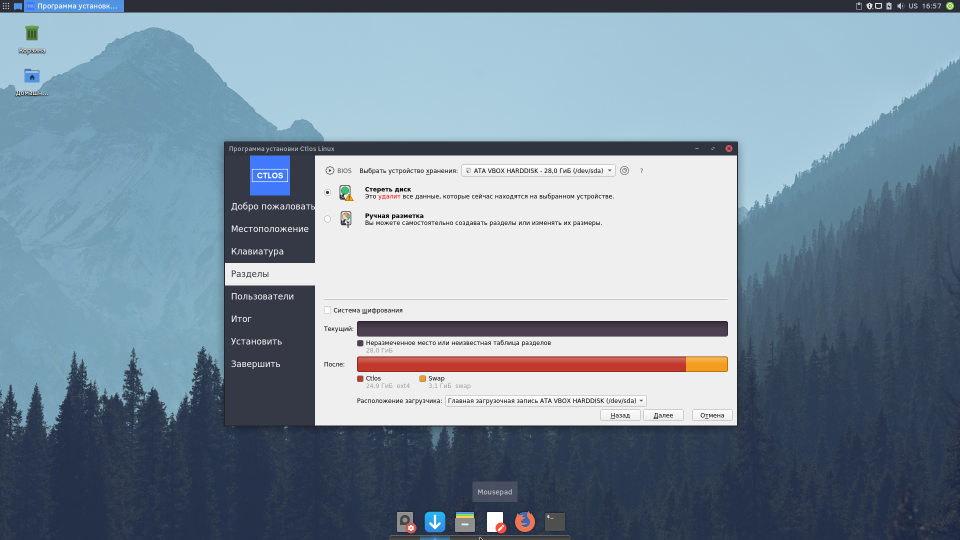 Программа установк...
US 16:57
Корзина
Домашн...
Программа установки Ctlos Linux
CTLOS
Добро пожаловать
Местоположение
Клавиатура
Разделы
Пользователи
Итог
Установить
Завершить
BIOS Выбрать устройство хранения: ATA VBOX HARDDISK - 28,0 ГиБ (/dev/sda) ?
Стереть диск
Это удалит все данные, которые сейчас находятся на выбранном устройстве.
Ручная разметка
Вы можете самостоятельно создавать разделы или изменять их размеры.
Система шифрования
Текущий:
Неразмеченное место или неизвестная таблица разделов
28,0 ГиБ
После:
Ctlos Swap
24,9 ГиБ ext4 3,1 ГиБ swap
Расположение загрузчика: Главная загрузочная запись ATA VBOX HARDDISK (/dev/sda)
Назад Далее Отмена
Mousepad